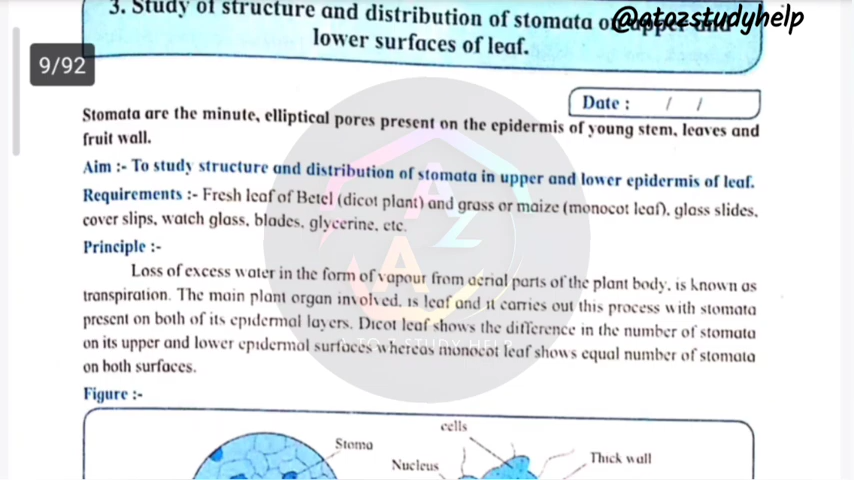 @atozstudyhelp
3. Study of structure and distribution of stomata on upper and
lower surfaces of leaf.
9/92
Date : / /
Stomata are the minute, elliptical pores present on the epidermis of young stem, leaves and
fruit wall.
Aim :- To study structure and distribution of stomata in upper and lower epidermis of leaf.
Requirements :- Fresh leaf of Betel (dicot plant) and grass or maize (monocot leaf), glass slides,
cover slips, watch glass, blades, glycerine, etc.
Principle :-
Loss of excess water in the form of vapour from aerial parts of the plant body, is known as
transpiration. The main plant organ involved, is leaf and it carries out this process with stomata
present on both of its epidermal layers. Dicot leaf shows the difference in the number of stomata
on its upper and lower epidermal surfaces whereas monocot leaf shows equal number of stomata
on both surfaces.
A TO Z STUDY HELP
Figure :-
cells
Stoma
Nucleus
Thick wall